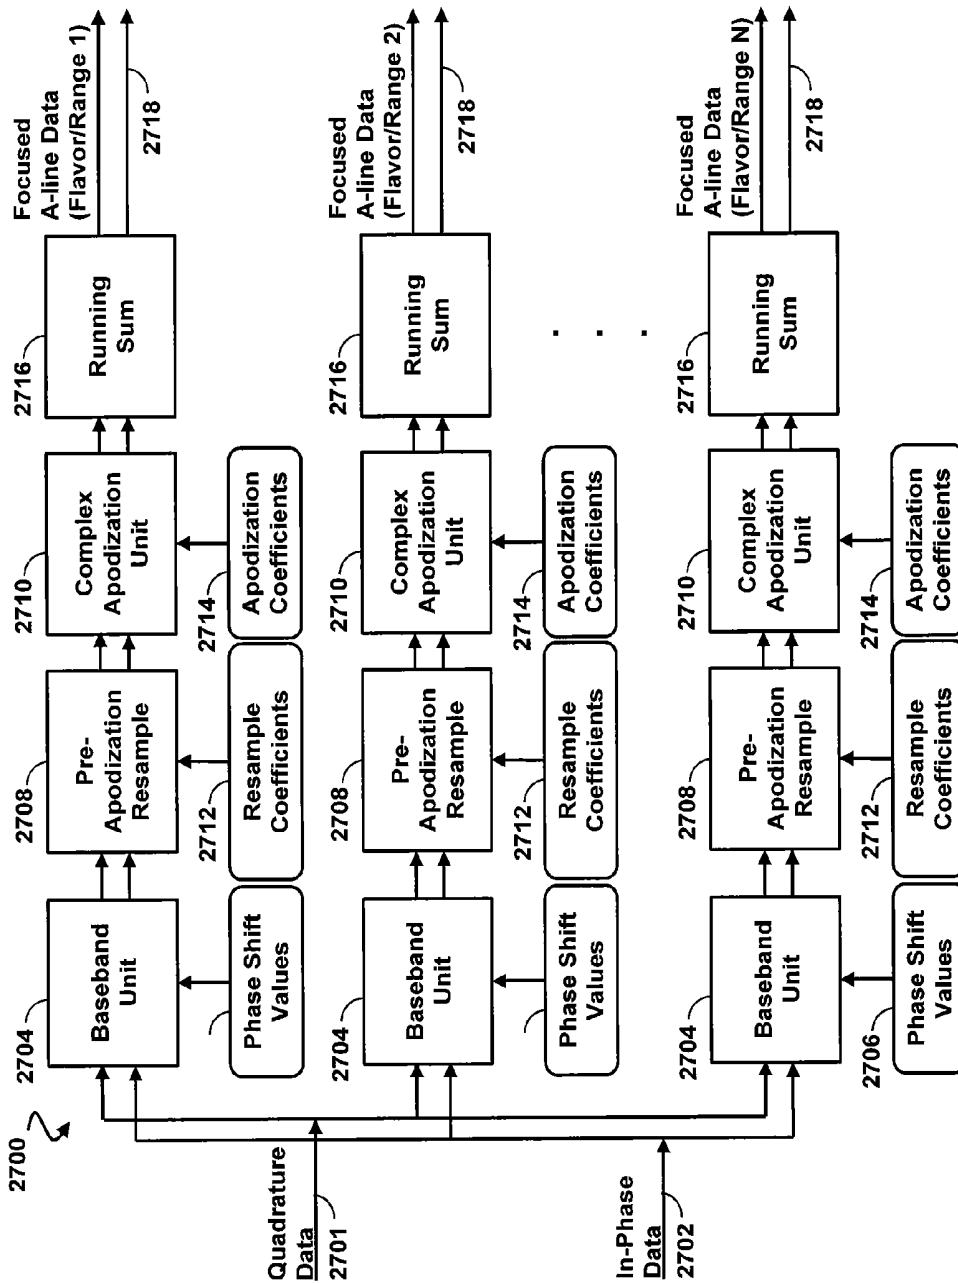 2700
Quadrature
Data
2701
In-Phase
Data
2702
2704
Baseband
Unit
Phase Shift
Values
2708
Pre-
Apodization
Resample
2712
Resample
Coefficients
2710
Complex
Apodization
Unit
2714
Apodization
Coefficients
2716
Running
Sum
Focused
A-line Data
(Flavor/Range 1)
2718
2704
Baseband
Unit
Phase Shift
Values
2708
Pre-
Apodization
Resample
2712
Resample
Coefficients
2710
Complex
Apodization
Unit
2714
Apodization
Coefficients
2716
Running
Sum
Focused
A-line Data
(Flavor/Range 2)
2718
. . .
2704
Baseband
Unit
2706
Phase Shift
Values
2708
Pre-
Apodization
Resample
2712
Resample
Coefficients
2710
Complex
Apodization
Unit
2714
Apodization
Coefficients
2716
Running
Sum
Focused
A-line Data
(Flavor/Range N)
2718